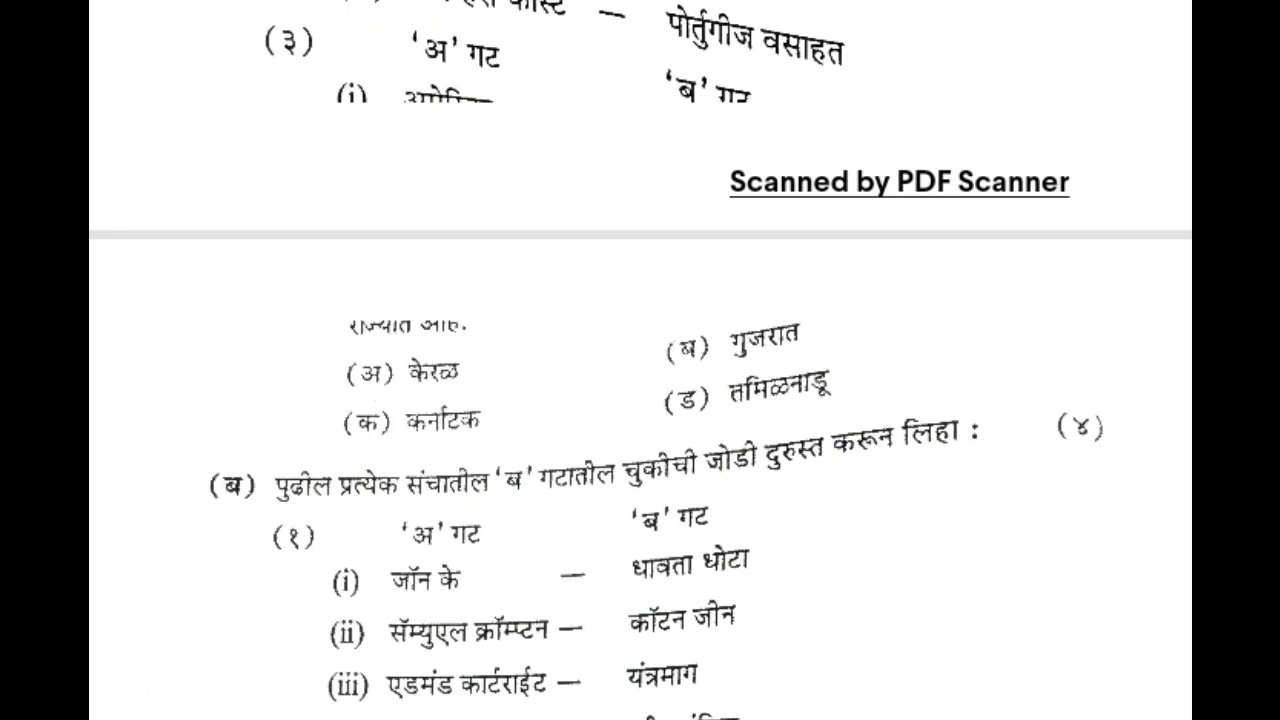 — पोर्तुगीज वसाहत
(३) 'अ' गट 'ब' गट
(i)
Scanned by PDF Scanner
राज्यात आहे.
(अ) केरळ (ब) गुजरात
(क) कर्नाटक (ड) तमिळनाडू
(ब) पुढील प्रत्येक संचातील 'ब' गटातील चुकीची जोडी दुरुस्त करून लिहा : (४)
(१) 'अ' गट 'ब' गट
(i) जॉन के — धावता धोटा
(ii) सॅम्युएल क्रॉम्प्टन — कॉटन जीन
(iii) एडमंड कार्टराईट — यंत्रमाग